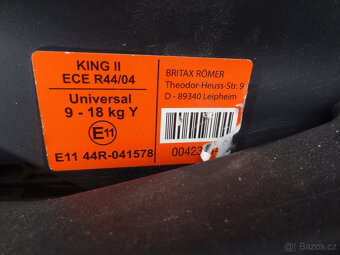 KING II
ECE R44/04
Universal
9 - 18 kg Y
E11
E11 44R-041578
BRITAX RÖMER
Theodor-Heuss-Str. 9
D - 89340 Leipheim
00423
© Bazos.cz